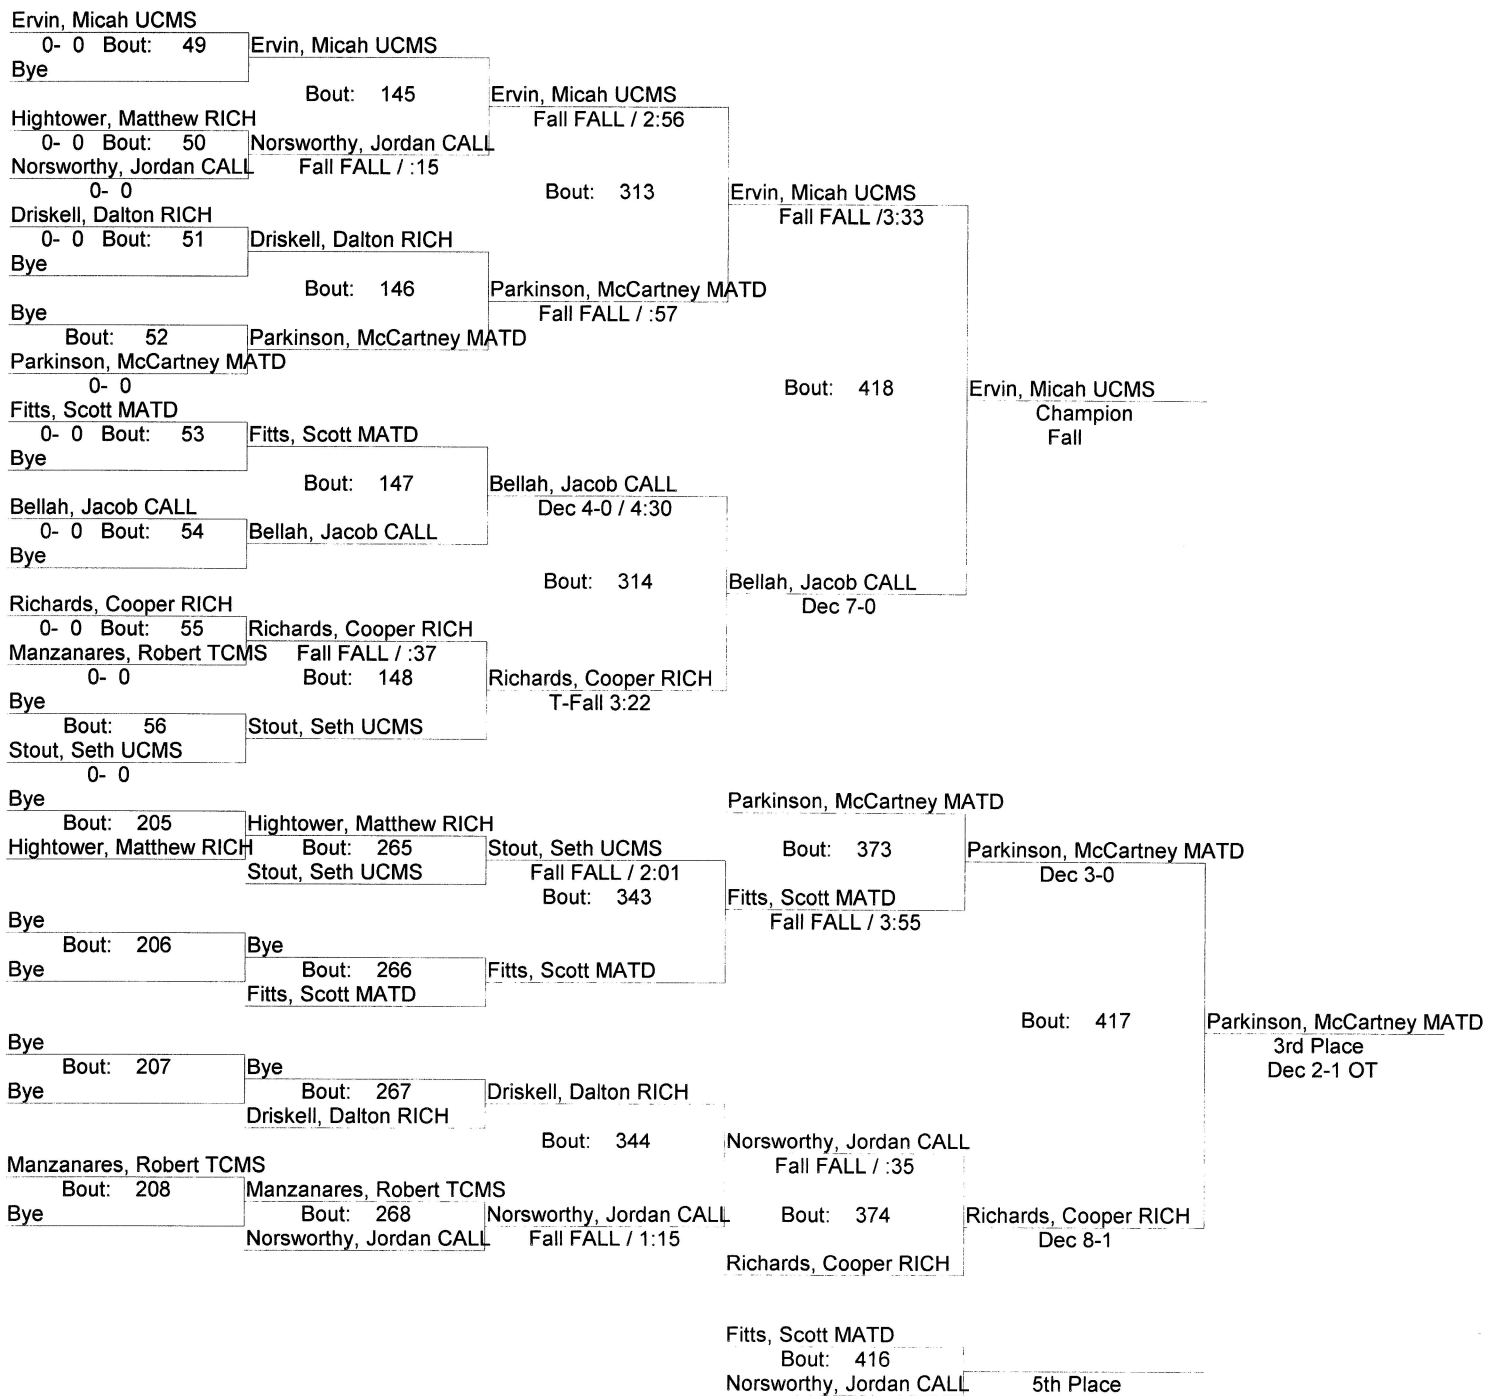 Ervin, Micah UCMS
0- 0 Bout: 49
Bye
Ervin, Micah UCMS
Bout: 145
Hightower, Matthew RICH
0- 0 Bout: 50
Norsworthy, Jordan CALL
0- 0
Norsworthy, Jordan CALL
Fall FALL / :15
Ervin, Micah UCMS
Fall FALL / 2:56
Bout: 313
Driskell, Dalton RICH
0- 0 Bout: 51
Bye
Driskell, Dalton RICH
Bout: 146
Bye
Bout: 52
Parkinson, McCartney MATD
0- 0
Parkinson, McCartney MATD
Parkinson, McCartney MATD
Fall FALL / :57
Ervin, Micah UCMS
Fall FALL /3:33
Bout: 418
Ervin, Micah UCMS
Champion
Fall
Fitts, Scott MATD
0- 0 Bout: 53
Bye
Fitts, Scott MATD
Bout: 147
Bellah, Jacob CALL
0- 0 Bout: 54
Bye
Bellah, Jacob CALL
Bellah, Jacob CALL
Dec 4-0 / 4:30
Bout: 314
Bellah, Jacob CALL
Dec 7-0
Richards, Cooper RICH
0- 0 Bout: 55
Manzanares, Robert TCMS
0- 0
Richards, Cooper RICH
Fall FALL / :37
Bout: 148
Bye
Bout: 56
Stout, Seth UCMS
0- 0
Stout, Seth UCMS
Richards, Cooper RICH
T-Fall 3:22
Bye
Bout: 205
Hightower, Matthew RICH
Hightower, Matthew RICH
Bout: 265
Stout, Seth UCMS
Stout, Seth UCMS
Fall FALL / 2:01
Bout: 343
Bye
Bout: 206
Bye
Bye
Bout: 266
Fitts, Scott MATD
Fitts, Scott MATD
Parkinson, McCartney MATD
Bout: 373
Fitts, Scott MATD
Fall FALL / 3:55
Parkinson, McCartney MATD
Dec 3-0
Bout: 417
Parkinson, McCartney MATD
3rd Place
Dec 2-1 OT
Bye
Bout: 207
Bye
Bye
Bout: 267
Driskell, Dalton RICH
Driskell, Dalton RICH
Bout: 344
Manzanares, Robert TCMS
Bout: 208
Bye
Manzanares, Robert TCMS
Bout: 268
Norsworthy, Jordan CALL
Norsworthy, Jordan CALL
Fall FALL / 1:15
Norsworthy, Jordan CALL
Fall FALL / :35
Bout: 374
Richards, Cooper RICH
Richards, Cooper RICH
Dec 8-1
Fitts, Scott MATD
Bout: 416
Norsworthy, Jordan CALL
5th Place